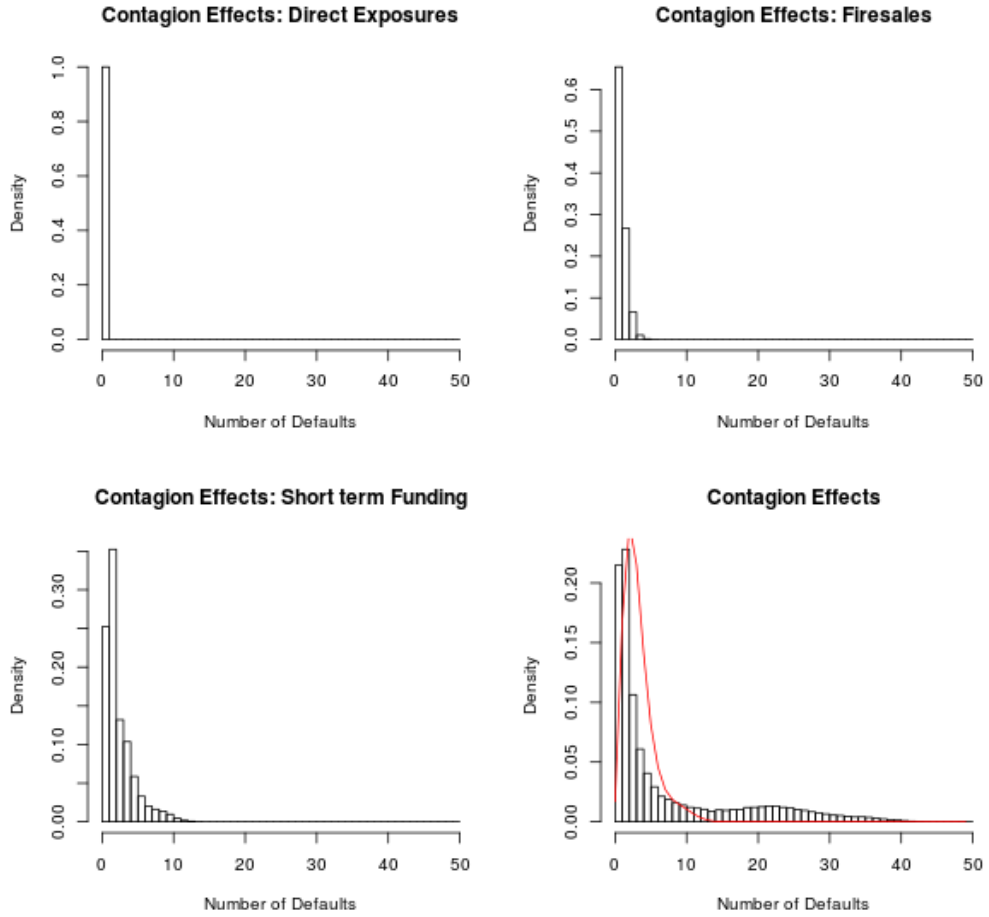 Contagion Effects: Direct Exposures
Density
0.0 0.2 0.4 0.6 0.8 1.0
0 10 20 30 40 50
Number of Defaults
Contagion Effects: Firesales
Density
0.0 0.1 0.2 0.3 0.4 0.5 0.6
0 10 20 30 40 50
Number of Defaults
Contagion Effects: Short term Funding
Density
0.00 0.10 0.20 0.30
0 10 20 30 40 50
Number of Defaults
Contagion Effects
Density
0.00 0.05 0.10 0.15 0.20
0 10 20 30 40 50
Number of Defaults